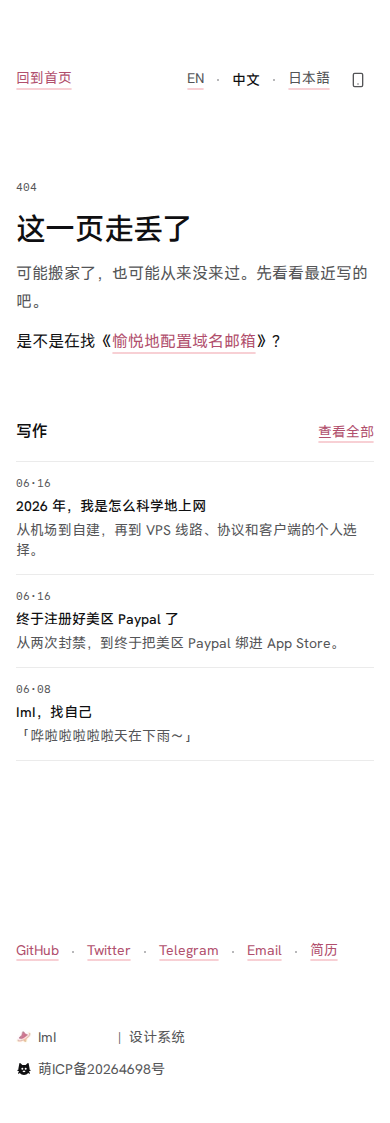 回到首页
EN · 中文 · 日本語
404
这一页走丢了
可能搬家了，也可能从来没来过。先看看最近写的
吧。
是不是在找《愉悦地配置域名邮箱》？
写作 查看全部
06·16
2026 年，我是怎么科学地上网
从机场到自建，再到 VPS 线路、协议和客户端的个人选
择。
06·16
终于注册好美区 Paypal 了
从两次封禁，到终于把美区 Paypal 绑进 App Store。
06·08
lml，找自己
「哗啦啦啦啦啦天在下雨～」
GitHub · Twitter · Telegram · Email · 简历
lml | 设计系统
萌ICP备20264698号